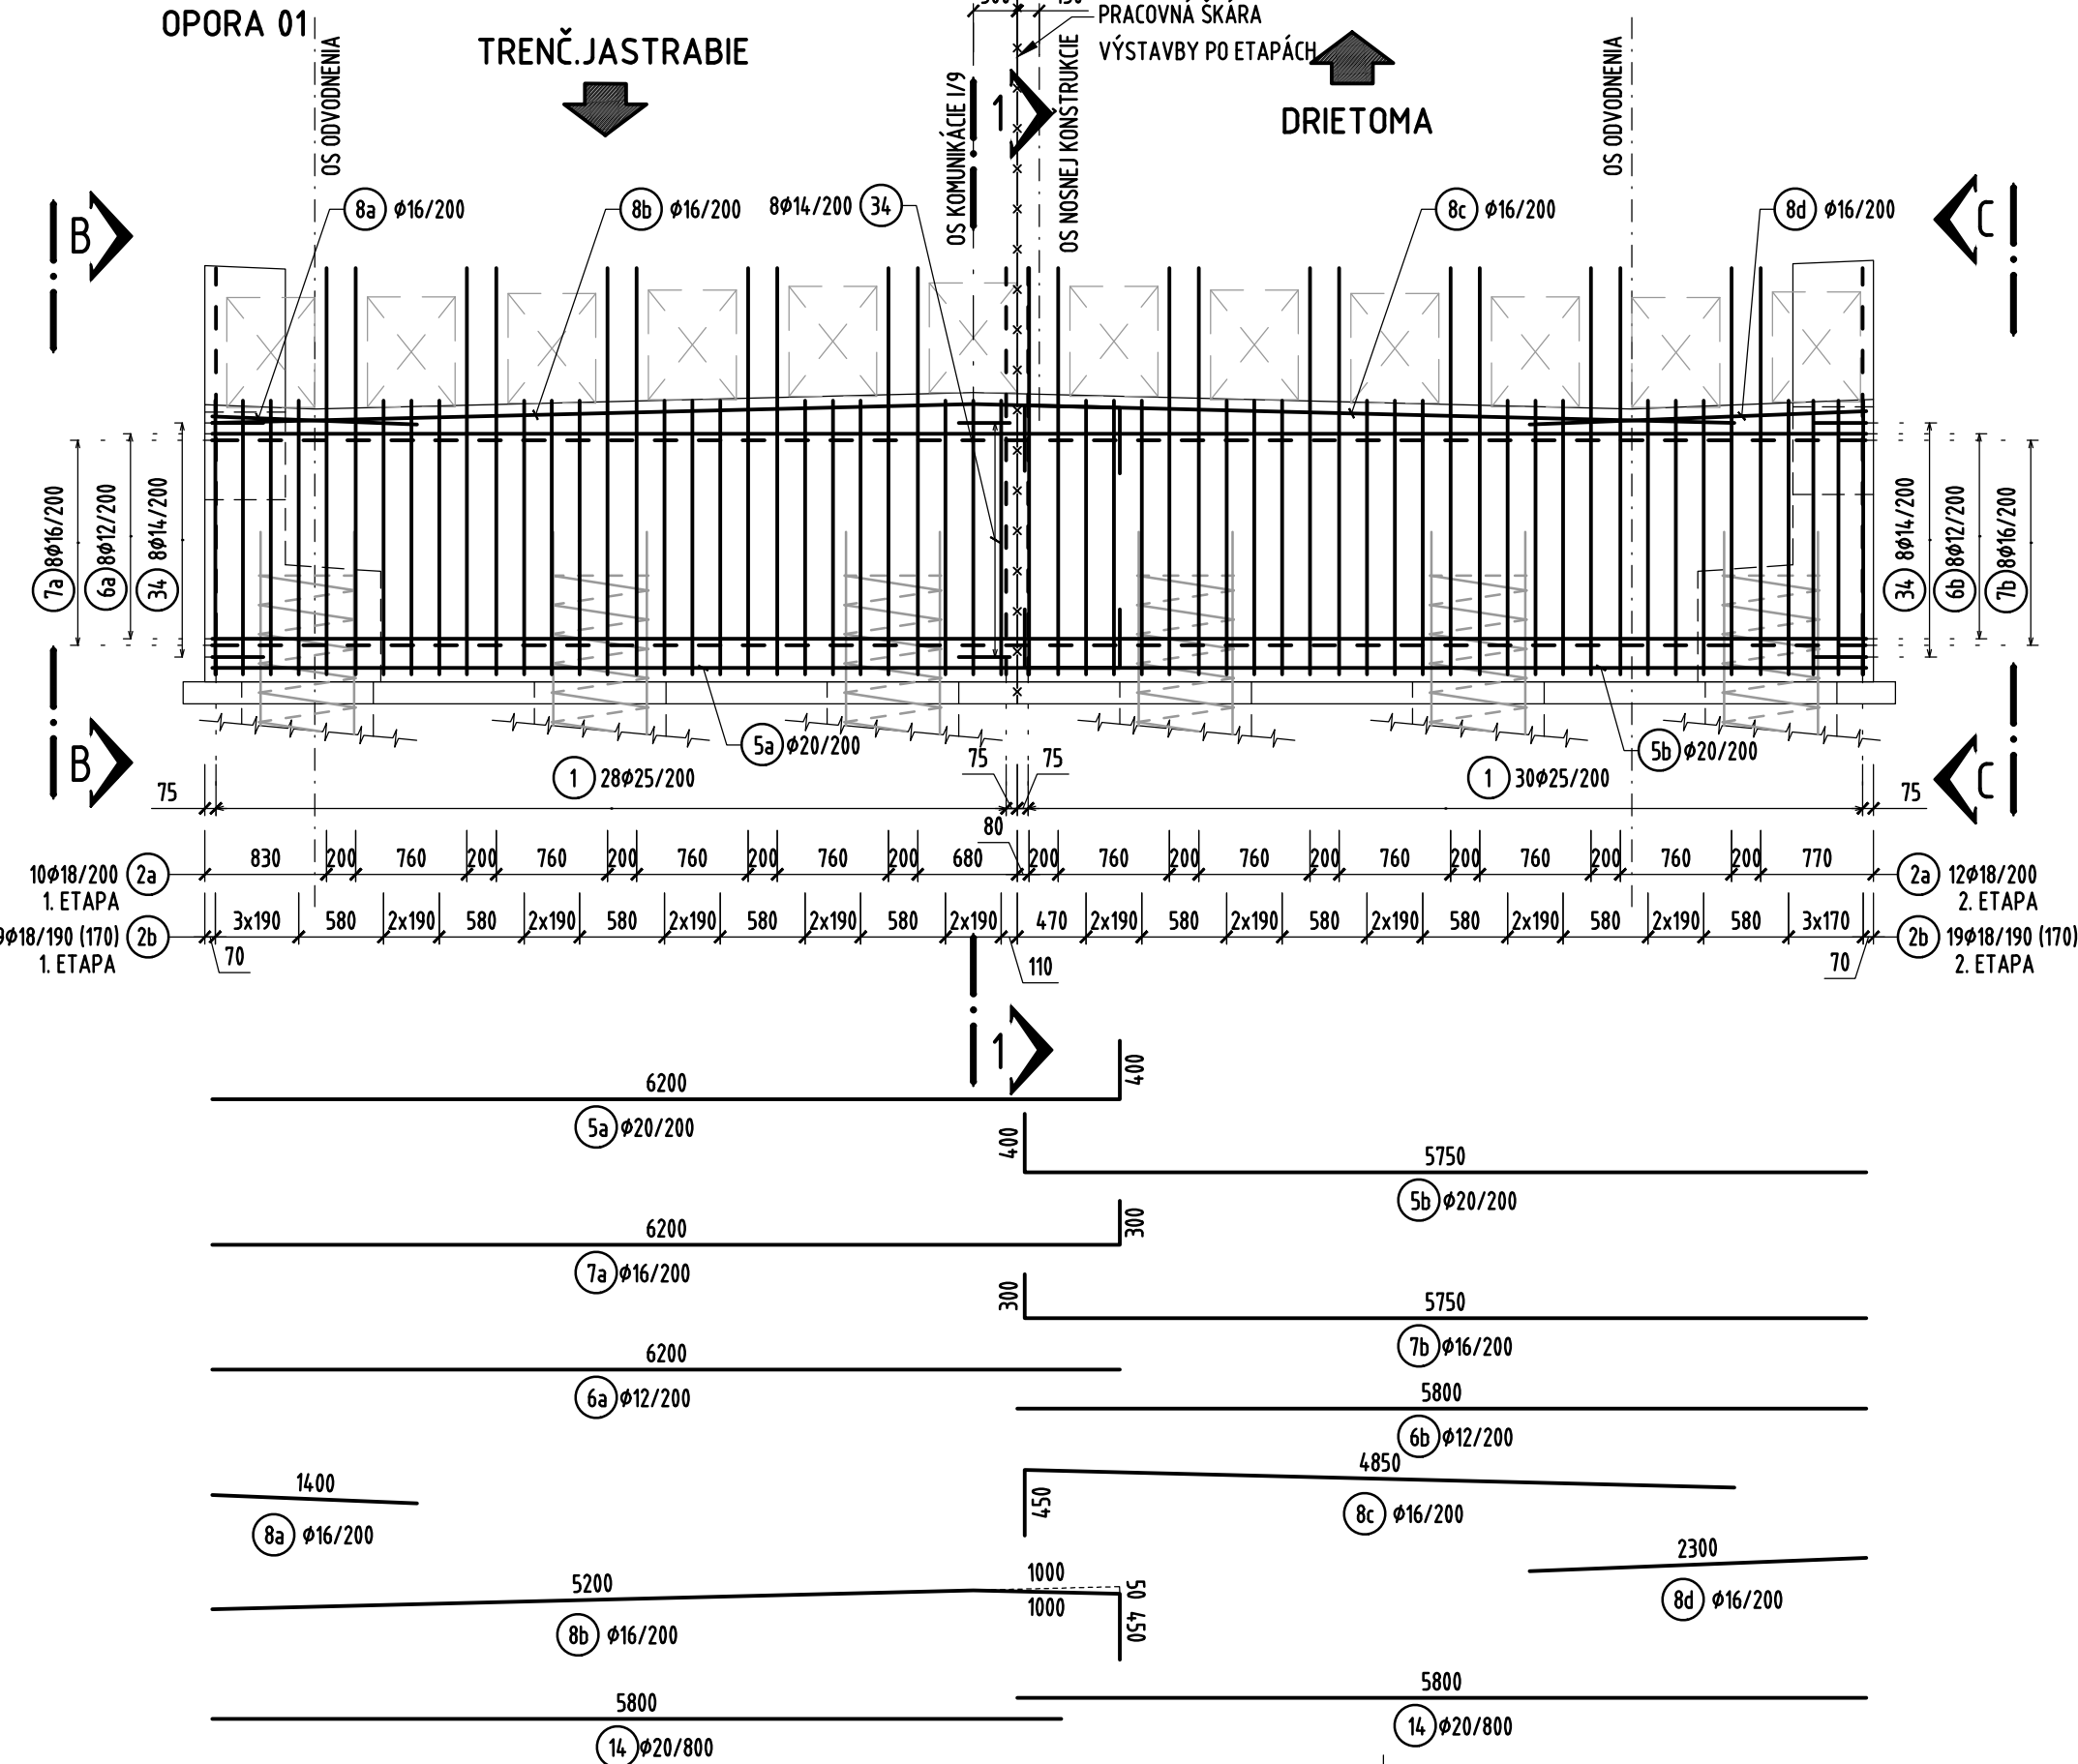 OPORA 01
OS ODVODNENIA
TRENČ.JASTRABIE
PRACOVNÁ ŠKÁRA
VÝSTAVBY PO ETAPÁCH
OS KOMUNIKÁCIE I/9
1
OS NOSNEJ KONSTRUKCIE
DRIETOMA
OS ODVODNENIA
B
8a φ16/200
8b φ16/200
8φ14/200 34
8c φ16/200
8d φ16/200
C
7a 8φ16/200
6a 8φ12/200
34 8φ14/200
34 8φ14/200
6b 8φ12/200
7b 8φ16/200
B
5a φ20/200
5b φ20/200
C
1 28φ25/200
75 75
1 30φ25/200
75
75
80
10φ18/200 2a
1. ETAPA
830 200 760 200 760 200 760 200 760 200 680 200 760 200 760 200 760 200 760 200 760 200 770
2a 12φ18/200
2. ETAPA
9φ18/190 (170) 2b
1. ETAPA
3x190 580 2x190 580 2x190 580 2x190 580 2x190 580 2x190 470 2x190 580 2x190 580 2x190 580 2x190 580 2x190 580 3x170
2b 19φ18/190 (170)
2. ETAPA
70
110
70
1
6200
400
5a φ20/200
400
5750
5b φ20/200
6200
300
7a φ16/200
300
5750
7b φ16/200
6200
6a φ12/200
5800
6b φ12/200
1400
8a φ16/200
4850
450
8c φ16/200
2300
8d φ16/200
5200
1000
1000
50
450
8b φ16/200
5800
14 φ20/800
5800
14 φ20/800